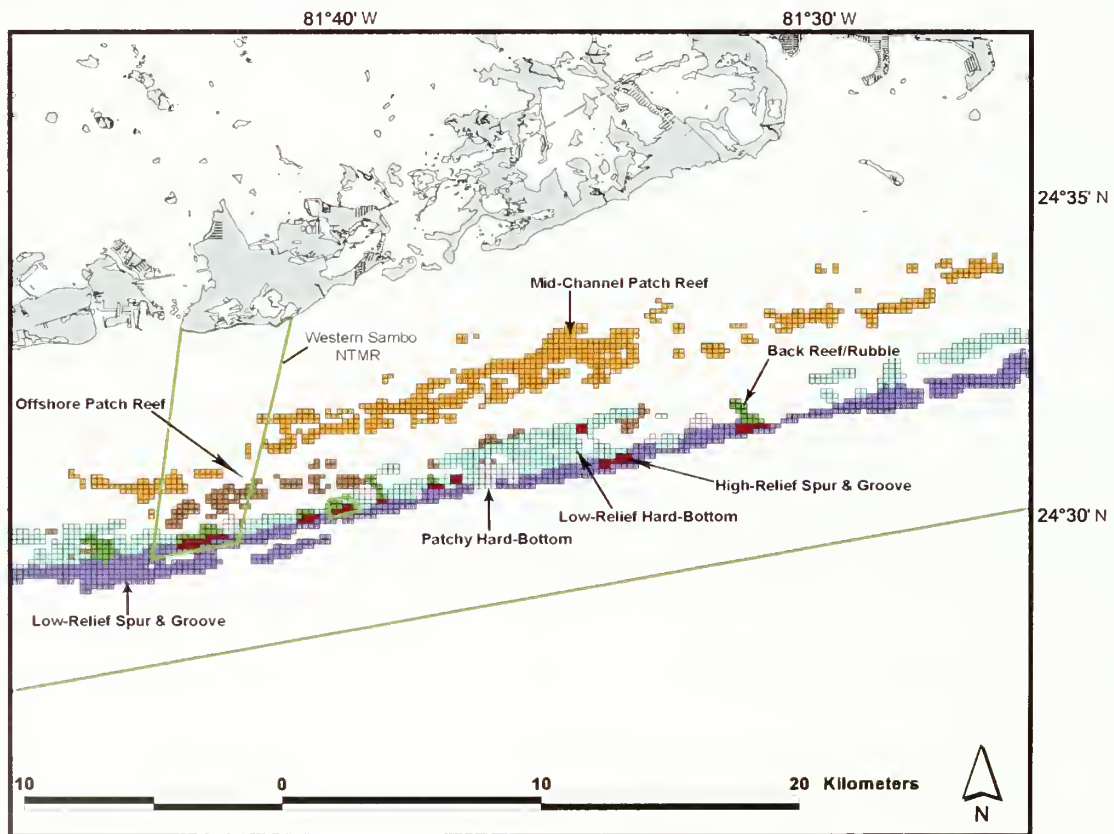 81°40' W
81°30' W
24°35' N
Mid-Channel Patch Reef
Western Sambo
NTMR
Back Reef/Rubble
Offshore Patch Reef
High-Relief Spur & Groove
Low-Relief Hard-Bottom
24°30' N
Patchy Hard-Bottom
Low-Relief Spur & Groove
10 0 10 20 Kilometers
N